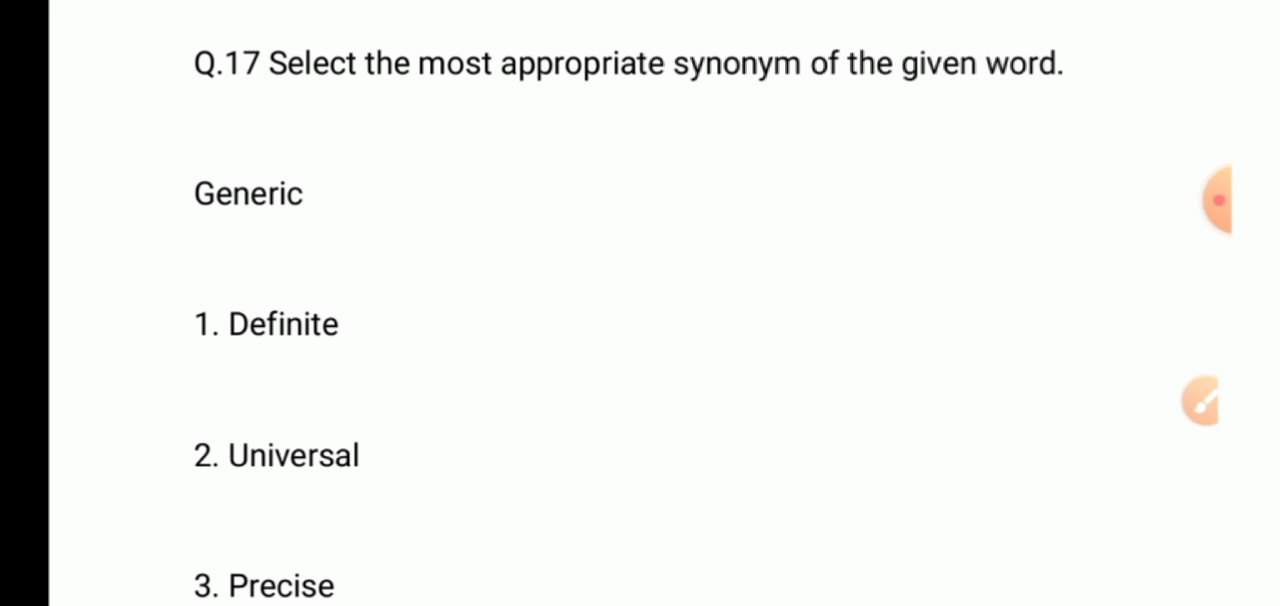 Q.17 Select the most appropriate synonym of the given word.
Generic
1. Definite
2. Universal
3. Precise